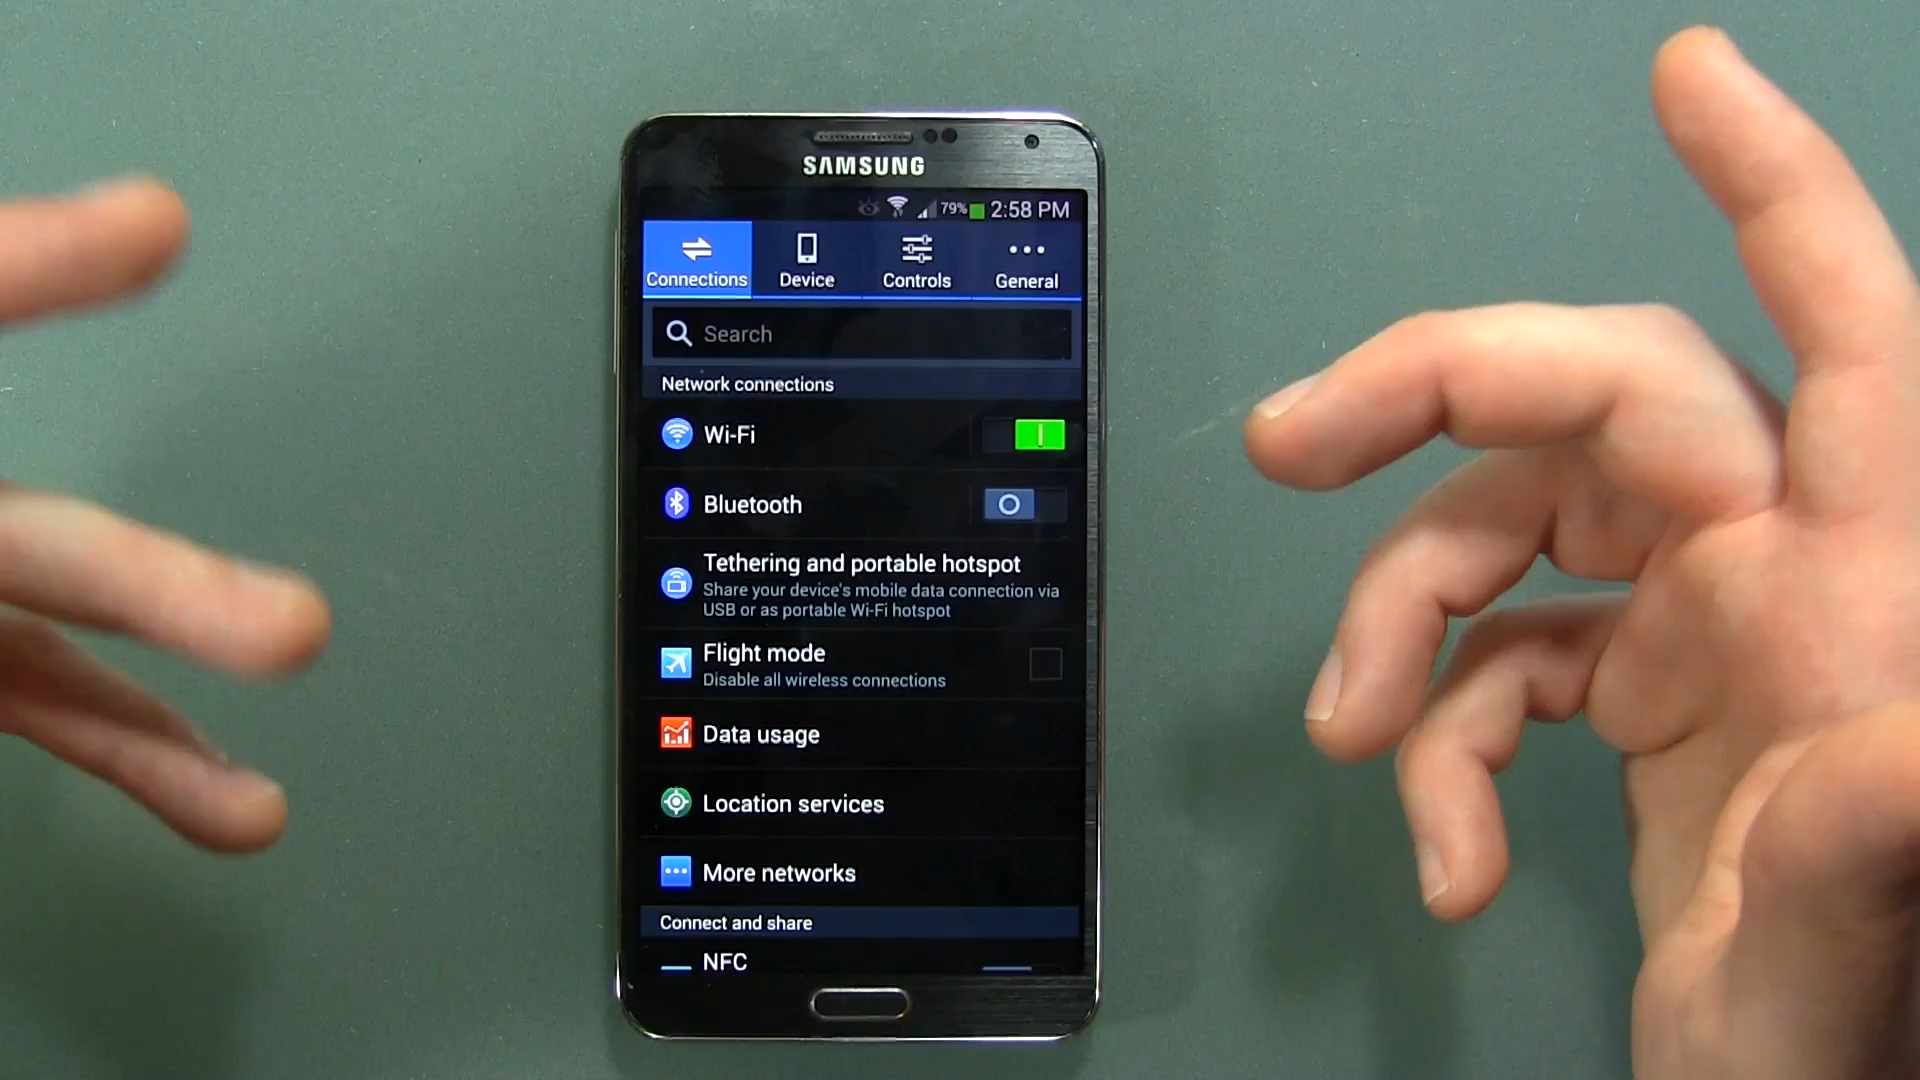 SAMSUNG
79% 2:58 PM
Connections Device Controls General
Search
Network connections
Wi-Fi
Bluetooth
Tethering and portable hotspot
Share your device's mobile data connection via
USB or as portable Wi-Fi hotspot
Flight mode
Disable all wireless connections
Data usage
Location services
More networks
Connect and share
NFC